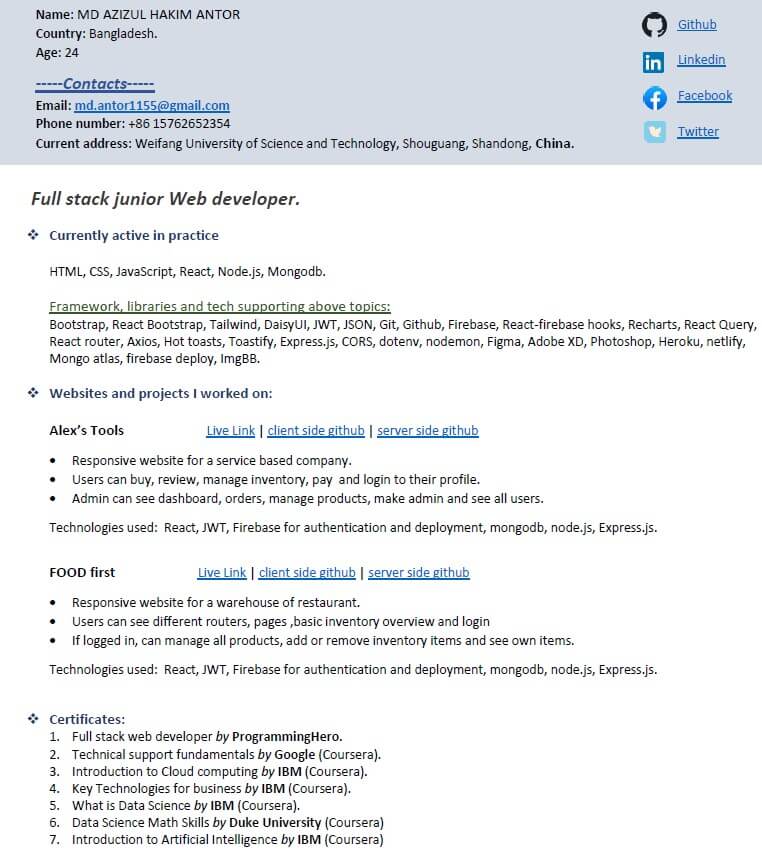 Name: MD AZIZUL HAKIM ANTOR
Country: Bangladesh.
Age: 24
-----Contacts-----
Email: md.antor1155@gmail.com
Phone number: +86 15762652354
Current address: Weifang University of Science and Technology, Shouguang, Shandong, China.
Github
Linkedin
Facebook
Twitter
Full stack junior Web developer.
❖ Currently active in practice
HTML, CSS, JavaScript, React, Node.js, Mongodb.
Framework, libraries and tech supporting above topics:
Bootstrap, React Bootstrap, Tailwind, DaisyUI, JWT, JSON, Git, Github, Firebase, React-firebase hooks, Recharts, React Query,
React router, Axios, Hot toasts, Toastify, Express.js, CORS, dotenv, nodemon, Figma, Adobe XD, Photoshop, Heroku, netlify,
Mongo atlas, firebase deploy, ImgBB.
❖ Websites and projects I worked on:
Alex’s Tools Live Link | client side github | server side github
• Responsive website for a service based company.
• Users can buy, review, manage inventory, pay and login to their profile.
• Admin can see dashboard, orders, manage products, make admin and see all users.
Technologies used: React, JWT, Firebase for authentication and deployment, mongodb, node.js, Express.js.
FOOD first Live Link | client side github | server side github
• Responsive website for a warehouse of restaurant.
• Users can see different routers, pages ,basic inventory overview and login
• If logged in, can manage all products, add or remove inventory items and see own items.
Technologies used: React, JWT, Firebase for authentication and deployment, mongodb, node.js, Express.js.
❖ Certificates:
1. Full stack web developer by ProgrammingHero.
2. Technical support fundamentals by Google (Coursera).
3. Introduction to Cloud computing by IBM (Coursera).
4. Key Technologies for business by IBM (Coursera).
5. What is Data Science by IBM (Coursera).
6. Data Science Math Skills by Duke University (Coursera)
7. Introduction to Artificial Intelligence by IBM (Coursera)